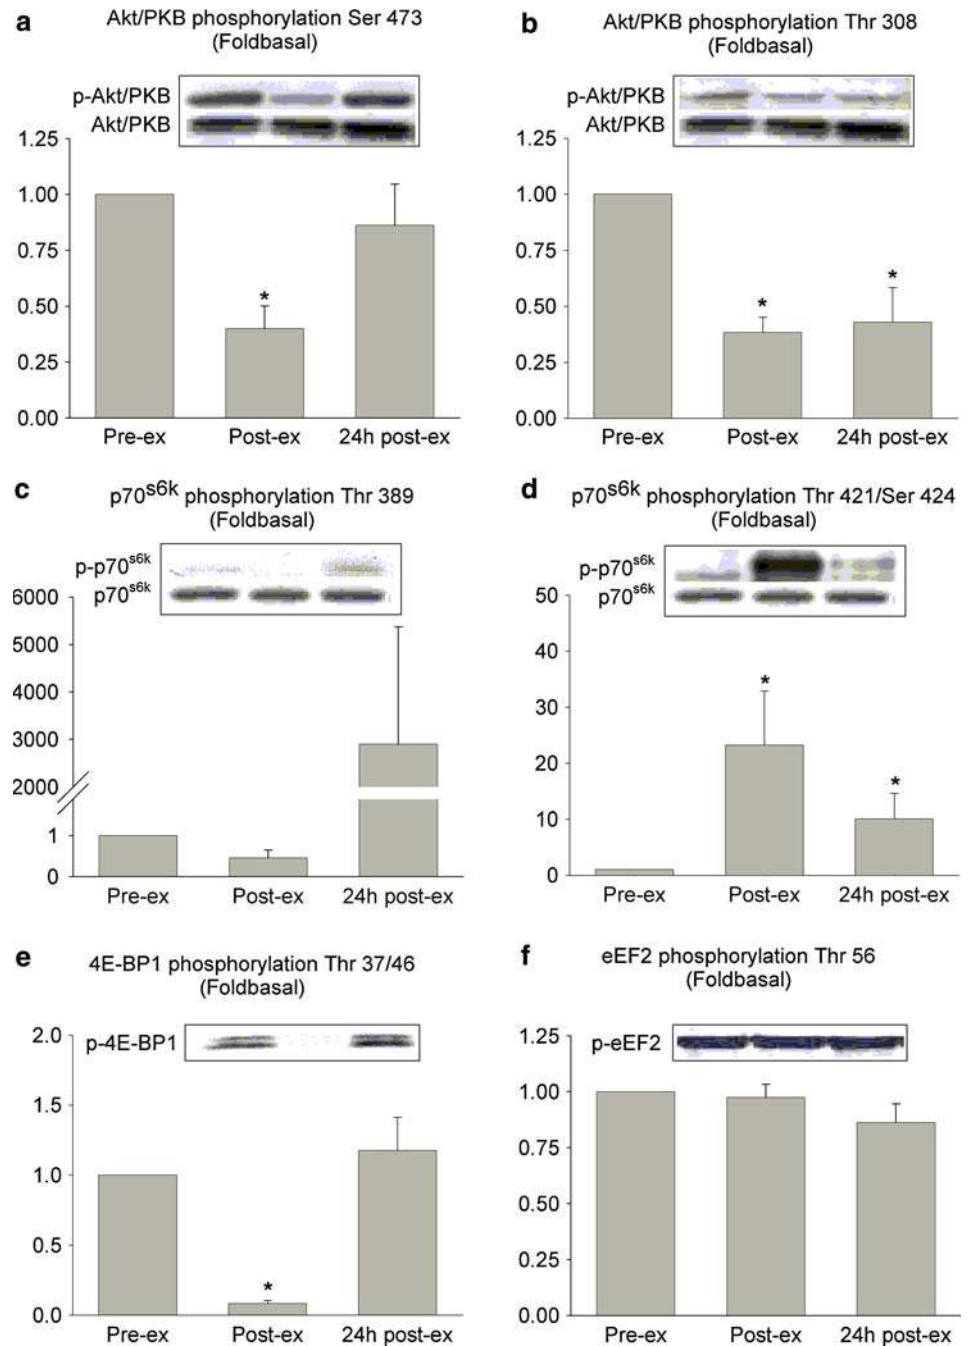 a
Akt/PKB phosphorylation Ser 473
(Foldbasal)
p-Akt/PKB
Akt/PKB
1.25
1.00
0.75
0.50
0.25
0.00
*
Pre-ex Post-ex 24h post-ex
b
Akt/PKB phosphorylation Thr 308
(Foldbasal)
p-Akt/PKB
Akt/PKB
1.25
1.00
0.75
0.50
0.25
0.00
* *
Pre-ex Post-ex 24h post-ex
c
p70s6k phosphorylation Thr 389
(Foldbasal)
p-p70s6k
p70s6k
6000
5000
4000
3000
2000
1
0
Pre-ex Post-ex 24h post-ex
d
p70s6k phosphorylation Thr 421/Ser 424
(Foldbasal)
p-p70s6k
p70s6k
50
40
30
20
10
0
* *
Pre-ex Post-ex 24h post-ex
e
4E-BP1 phosphorylation Thr 37/46
(Foldbasal)
p-4E-BP1
2.0
1.5
1.0
0.5
0.0
*
Pre-ex Post-ex 24h post-ex
f
eEF2 phosphorylation Thr 56
(Foldbasal)
p-eEF2
1.25
1.00
0.75
0.50
0.25
0.00
Pre-ex Post-ex 24h post-ex